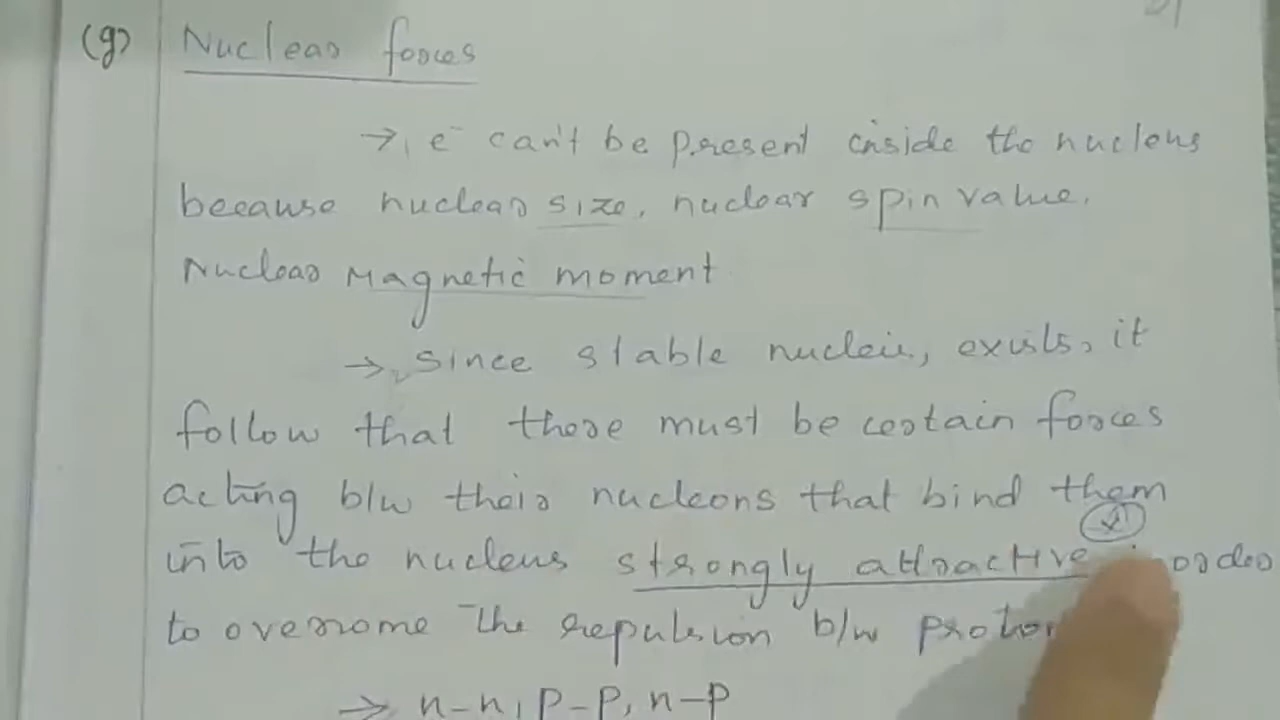 (g) Nuclear forces
→, e⁻ can't be present inside the nucleus
because nuclear size, nuclear spin value,
Nuclear Magnetic moment
→, Since stable nucleii, exists, it
follow that there must be certain forces
acting b/w their nucleons that bind them
into the nucleus strongly attractive order
to overcome the repulsion b/w
→ n-n, p-p, n-p